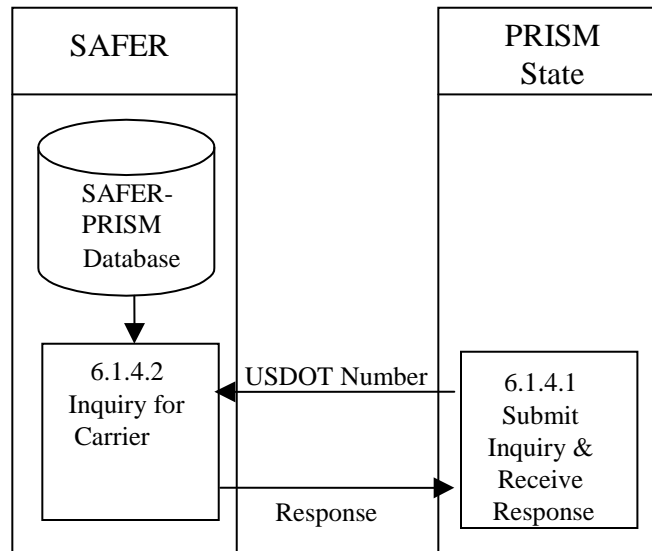 SAFER
PRISM
State
SAFER-
PRISM
Database
6.1.4.2
Inquiry for
Carrier
USDOT Number
6.1.4.1
Submit
Inquiry &
Receive
Response
Response